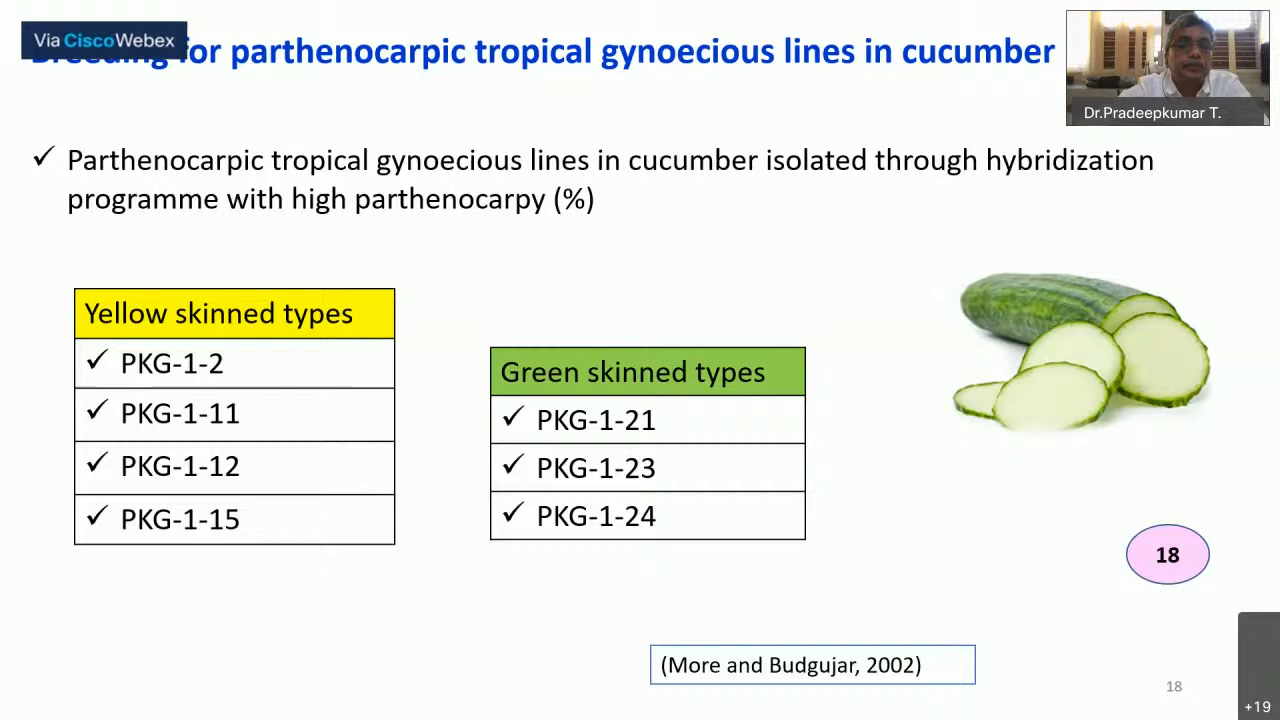 Via CiscoWebex
for parthenocarpic tropical gynoecious lines in cucumber
Dr.Pradeepkumar T.
✓ Parthenocarpic tropical gynoecious lines in cucumber isolated through hybridization
programme with high parthenocarpy (%)
Yellow skinned types
✓ PKG-1-2
✓ PKG-1-11
✓ PKG-1-12
✓ PKG-1-15
Green skinned types
✓ PKG-1-21
✓ PKG-1-23
✓ PKG-1-24
18
(More and Budgujar, 2002)
18
+19